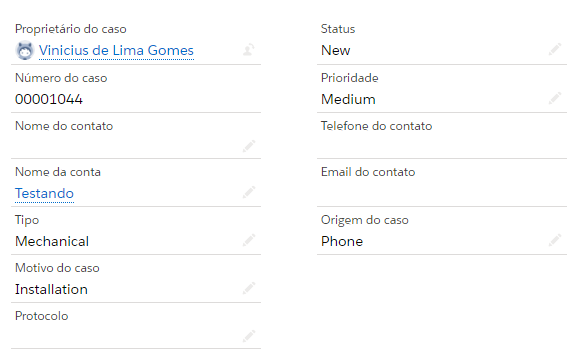 Proprietário do caso
Vinicius de Lima Gomes
Número do caso
00001044
Nome do contato
Nome da conta
Testando
Tipo
Mechanical
Motivo do caso
Installation
Protocolo
Status
New
Prioridade
Medium
Telefone do contato
Email do contato
Origem do caso
Phone